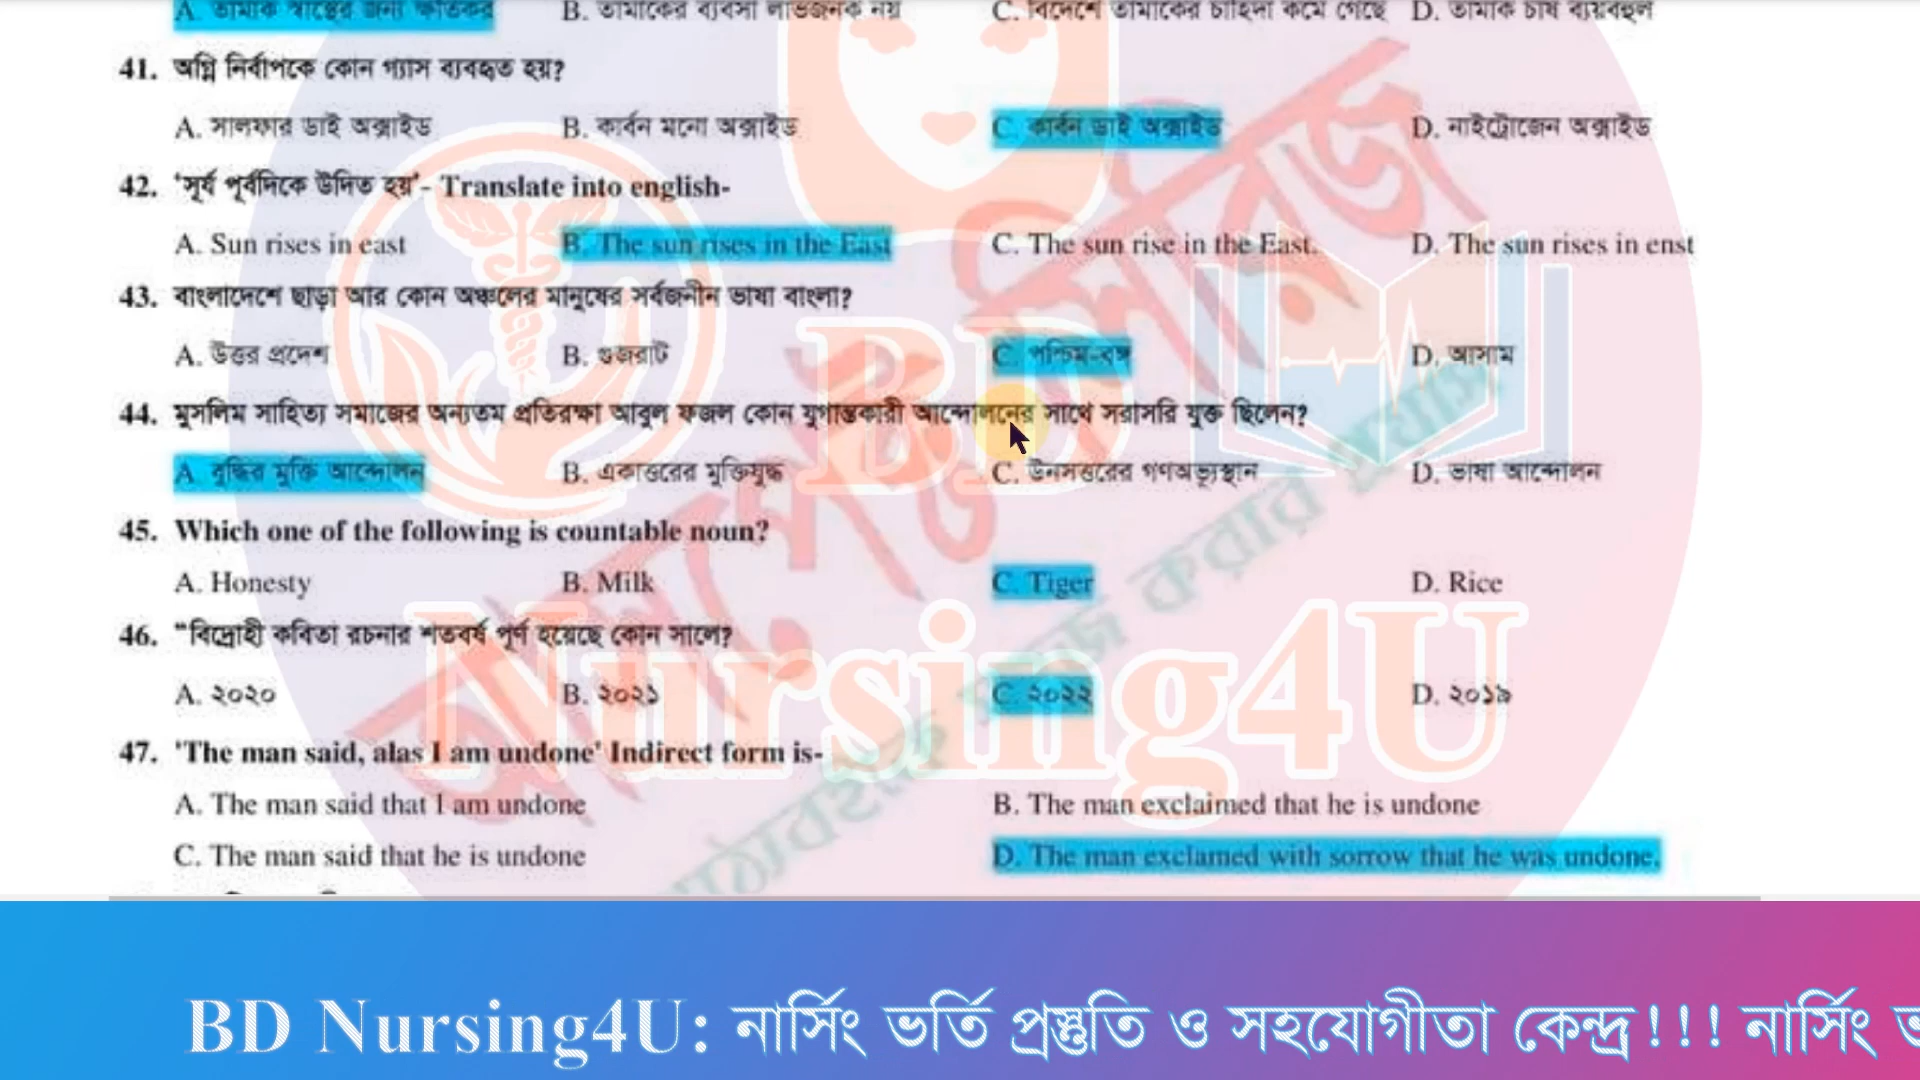 A. তামাক স্বাস্থ্যের জন্য ক্ষতিকর B. তামাকের ব্যবসা লাভজনক নয় C. বিদেশে তামাকের চাহিদা কমে গেছে D. তামাক চাষ ব্যয়বহুল
41. অগ্নি নির্বাপকে কোন গ্যাস ব্যবহৃত হয়?
A. সালফার ডাই অক্সাইড B. কার্বন মনো অক্সাইড C. কার্বন ডাই অক্সাইড D. নাইট্রোজেন অক্সাইড
42. ‘সূর্য পূর্বদিকে উদিত হয়’- Translate into english-
A. Sun rises in east B. The sun rises in the East C. The sun rise in the East. D. The sun rises in enst
43. বাংলাদেশে ছাড়া আর কোন অঞ্চলের মানুষের সর্বজনীন ভাষা বাংলা?
A. উত্তর প্রদেশ B. গুজরাট C. পশ্চিম-বঙ্গ D. আসাম
44. মুসলিম সাহিত্য সমাজের অন্যতম প্রতিরক্ষা আবুল ফজল কোন যুগান্তকারী আন্দোলনের সাথে সরাসরি যুক্ত ছিলেন?
A. বুদ্ধির মুক্তি আন্দোলন B. একাত্তরের মুক্তিযুদ্ধ C. উনসত্তরের গণঅভ্যুত্থান D. ভাষা আন্দোলন
45. Which one of the following is countable noun?
A. Honesty B. Milk C. Tiger D. Rice
46. “বিদ্রোহী কবিতা রচনার শতবর্ষ পূর্ণ হয়েছে কোন সালে?
A. ২০২০ B. ২০২১ C. ২০২২ D. ২০১৯
47. 'The man said, alas I am undone' Indirect form is-
A. The man said that I am undone B. The man exclaimed that he is undone
C. The man said that he is undone D. The man exclamed with sorrow that he was undone.
BD
Nursing4U
BD Nursing4U: নার্সিং ভর্তি প্রস্তুতি ও সহযোগীতা কেন্দ্র!!! নার্সিং